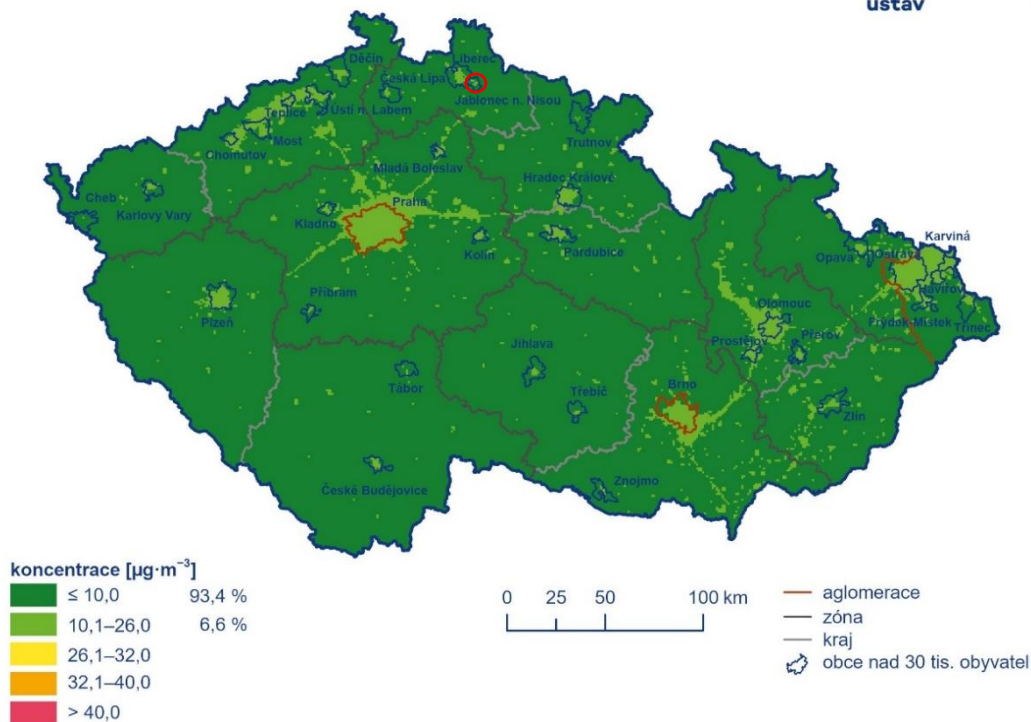 ústav
Děčín
Liberec
Česká Lípa
Jablonec n. Nisou
Teplice
Ústí n. Labem
Most
Chomutov
Trutnov
Mladá Boleslav
Hradec Králové
Cheb
Karlovy Vary
Praha
Kladno
Kolín
Pardubice
Karviná
Opava
Ostrava
Havířov
Příbram
Plzeň
Olomouc
Frýdek-Místek
Třinec
Prostějov
Přerov
Jihlava
Tábor
Třebíč
Brno
Zlín
České Budějovice
Znojmo
koncentrace [µg·m⁻³]
≤ 10,0 93,4 %
10,1–26,0 6,6 %
26,1–32,0
32,1–40,0
> 40,0
0 25 50 100 km
aglomerace
zóna
kraj
obce nad 30 tis. obyvatel